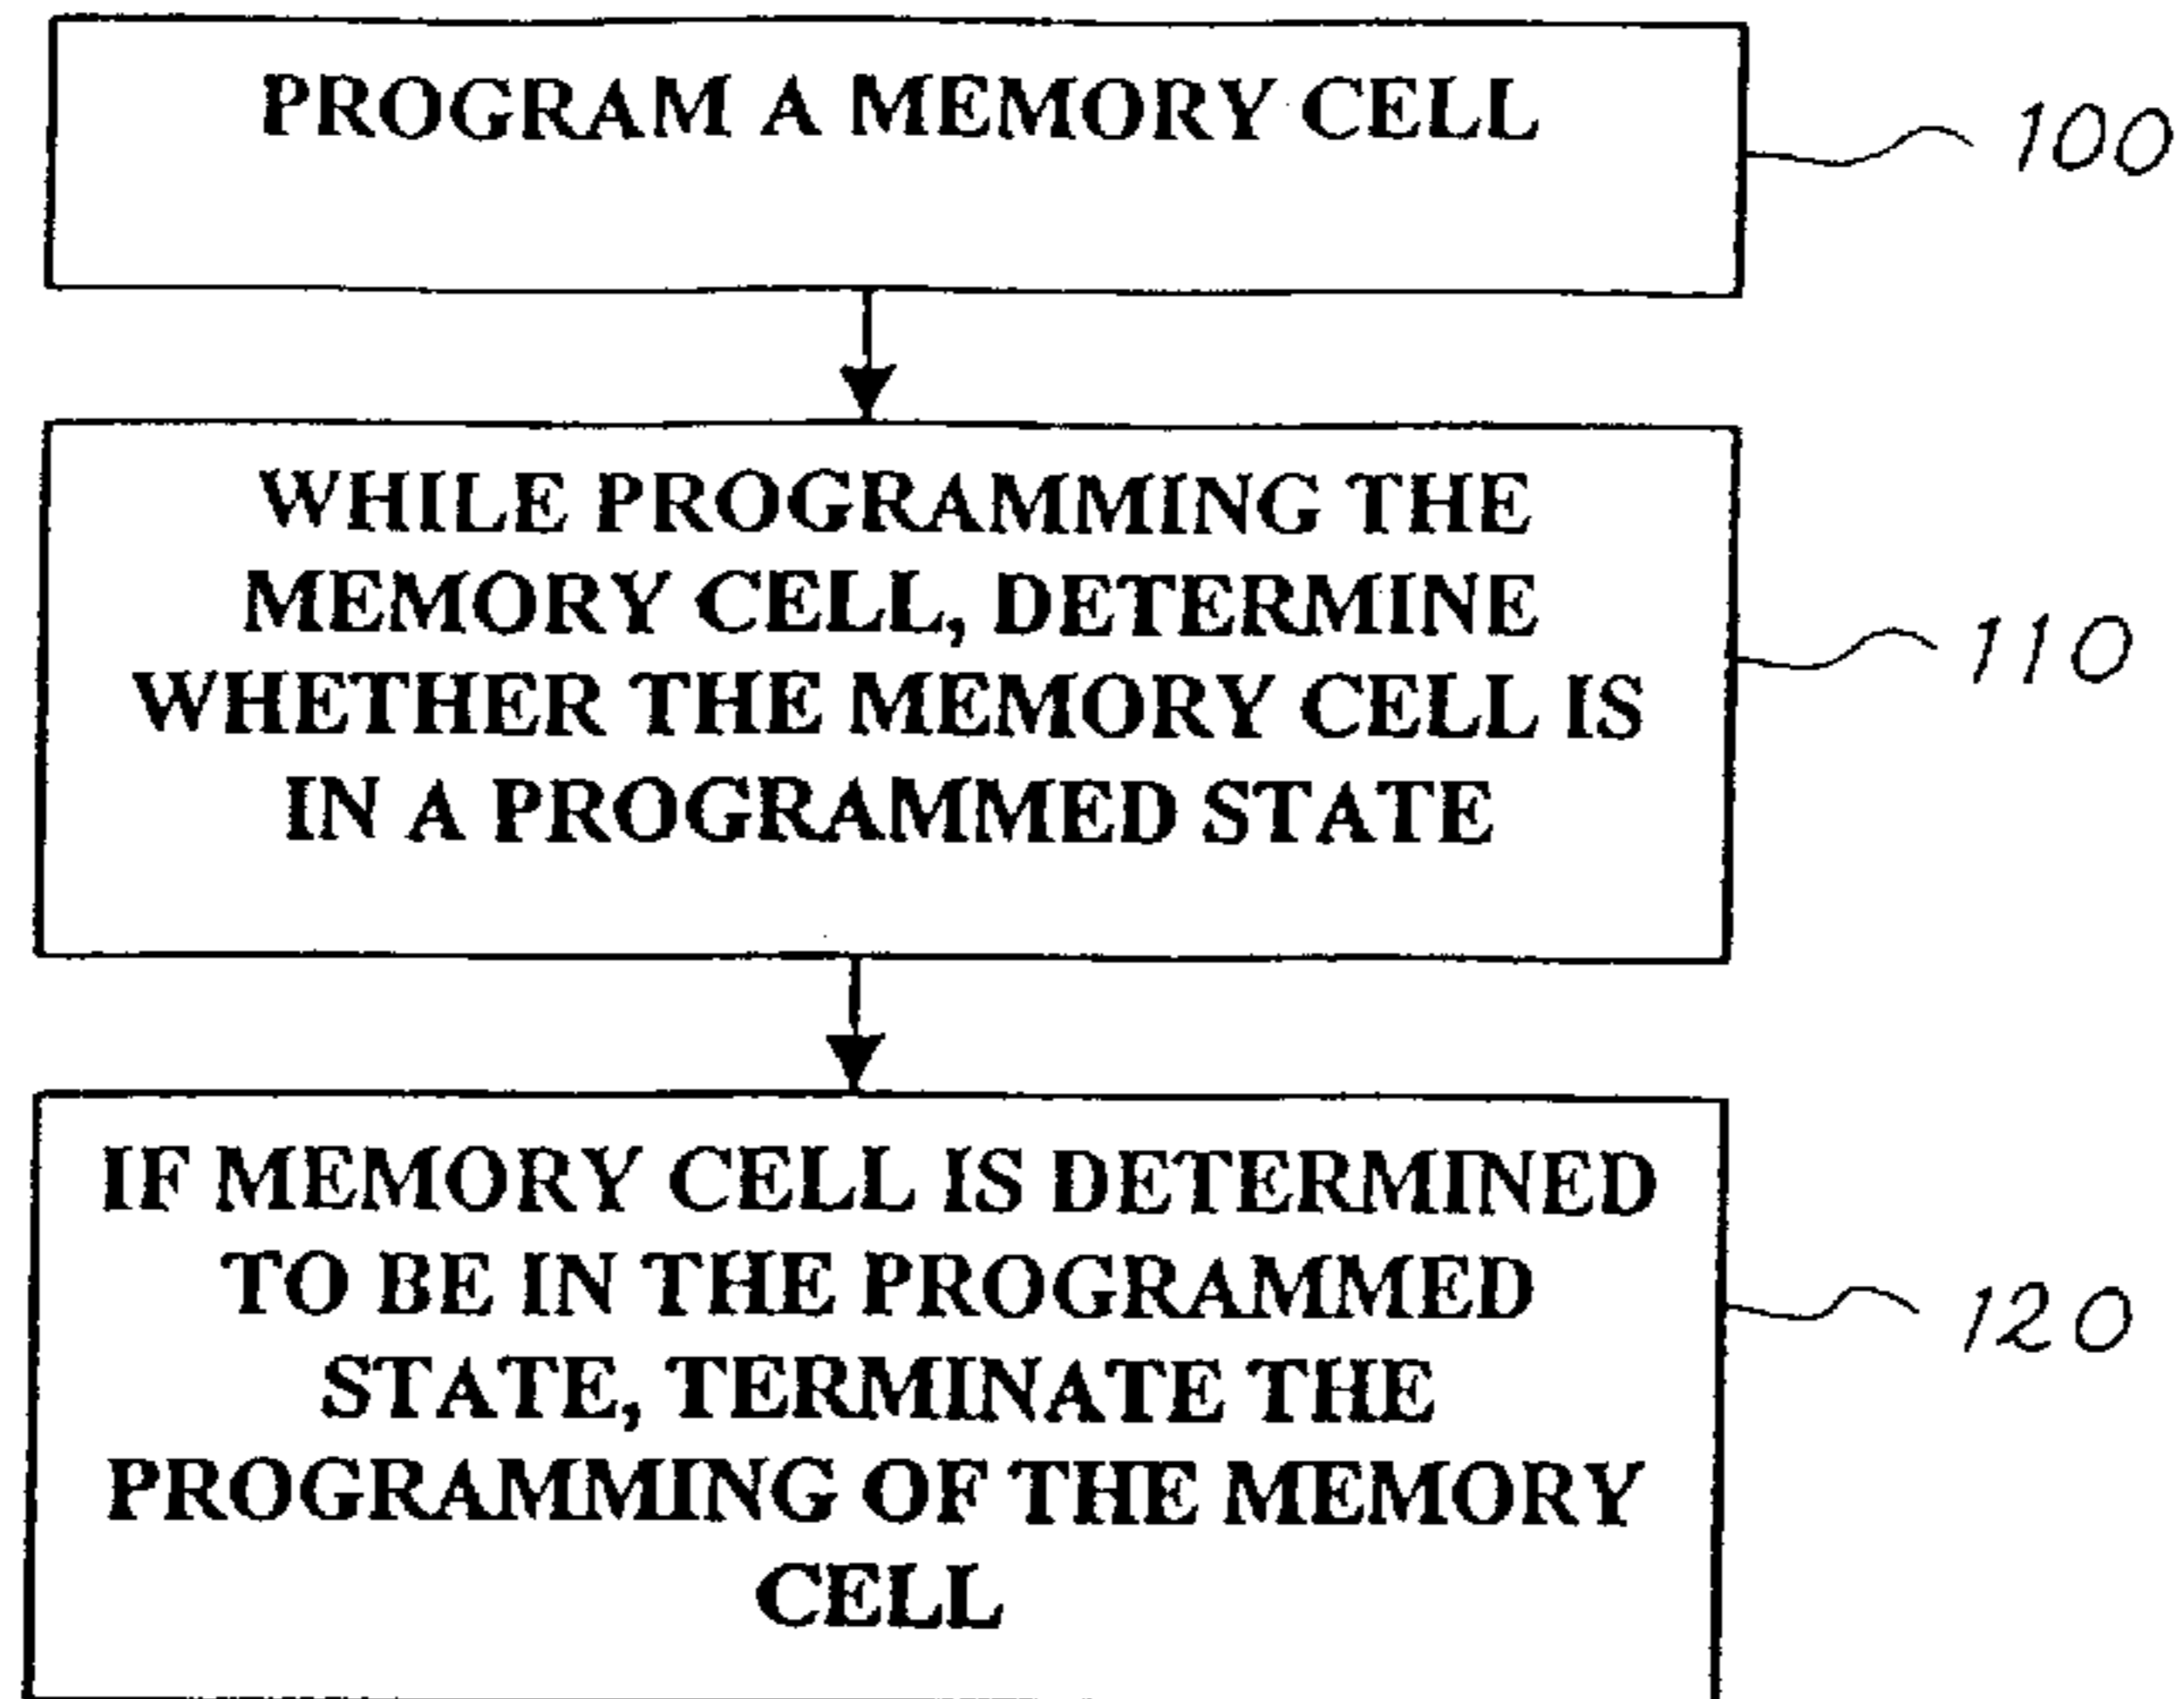 PROGRAM A MEMORY CELL
100
WHILE PROGRAMMING THE
MEMORY CELL, DETERMINE
WHETHER THE MEMORY CELL IS
IN A PROGRAMMED STATE
110
IF MEMORY CELL IS DETERMINED
TO BE IN THE PROGRAMMED
STATE, TERMINATE THE
PROGRAMMING OF THE MEMORY
CELL
120